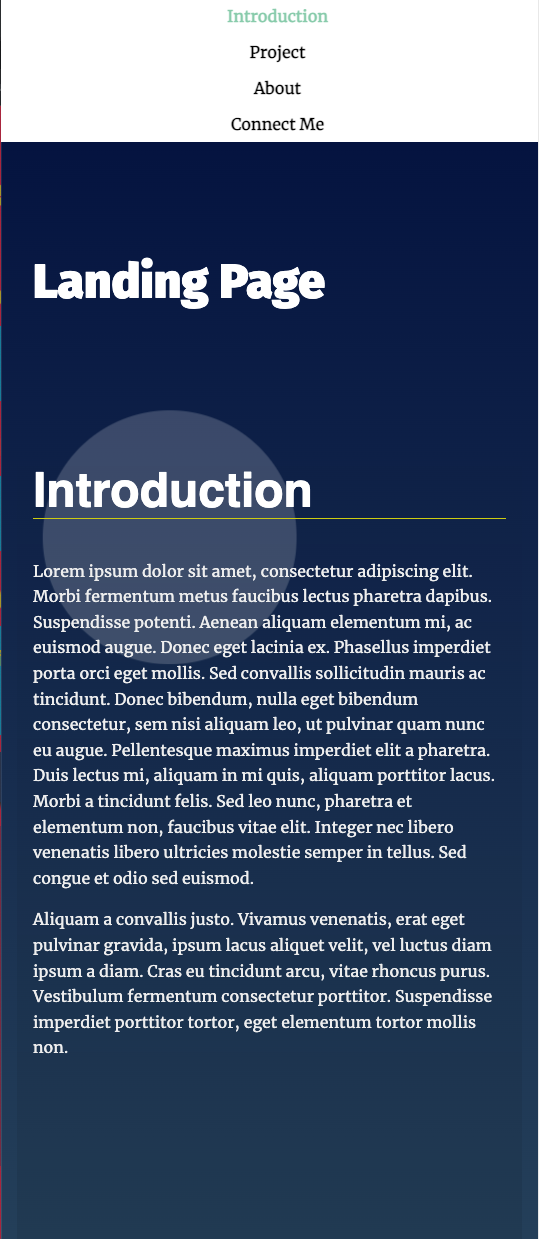 Introduction
Project
About
Connect Me
Landing Page
Introduction
Lorem ipsum dolor sit amet, consectetur adipiscing elit.
Morbi fermentum metus faucibus lectus pharetra dapibus.
Suspendisse potenti. Aenean aliquam elementum mi, ac
euismod augue. Donec eget lacinia ex. Phasellus imperdiet
porta orci eget mollis. Sed convallis sollicitudin mauris ac
tincidunt. Donec bibendum, nulla eget bibendum
consectetur, sem nisi aliquam leo, ut pulvinar quam nunc
eu augue. Pellentesque maximus imperdiet elit a pharetra.
Duis lectus mi, aliquam in mi quis, aliquam porttitor lacus.
Morbi a tincidunt felis. Sed leo nunc, pharetra et
elementum non, faucibus vitae elit. Integer nec libero
venenatis libero ultricies molestie semper in tellus. Sed
congue et odio sed euismod.
Aliquam a convallis justo. Vivamus venenatis, erat eget
pulvinar gravida, ipsum lacus aliquet velit, vel luctus diam
ipsum a diam. Cras eu tincidunt arcu, vitae rhoncus purus.
Vestibulum fermentum consectetur porttitor. Suspendisse
imperdiet porttitor tortor, eget elementum tortor mollis
non.